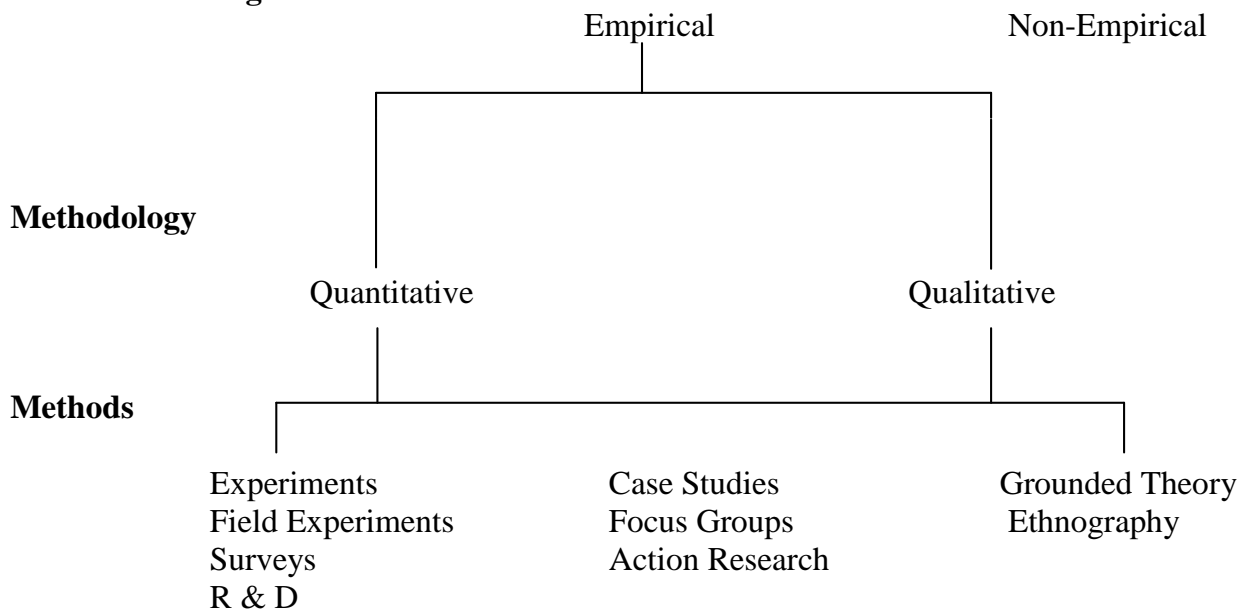 Empirical Non-Empirical
Methodology
Quantitative Qualitative
Methods
Experiments Case Studies Grounded Theory
Field Experiments Focus Groups Ethnography
Surveys Action Research
R & D